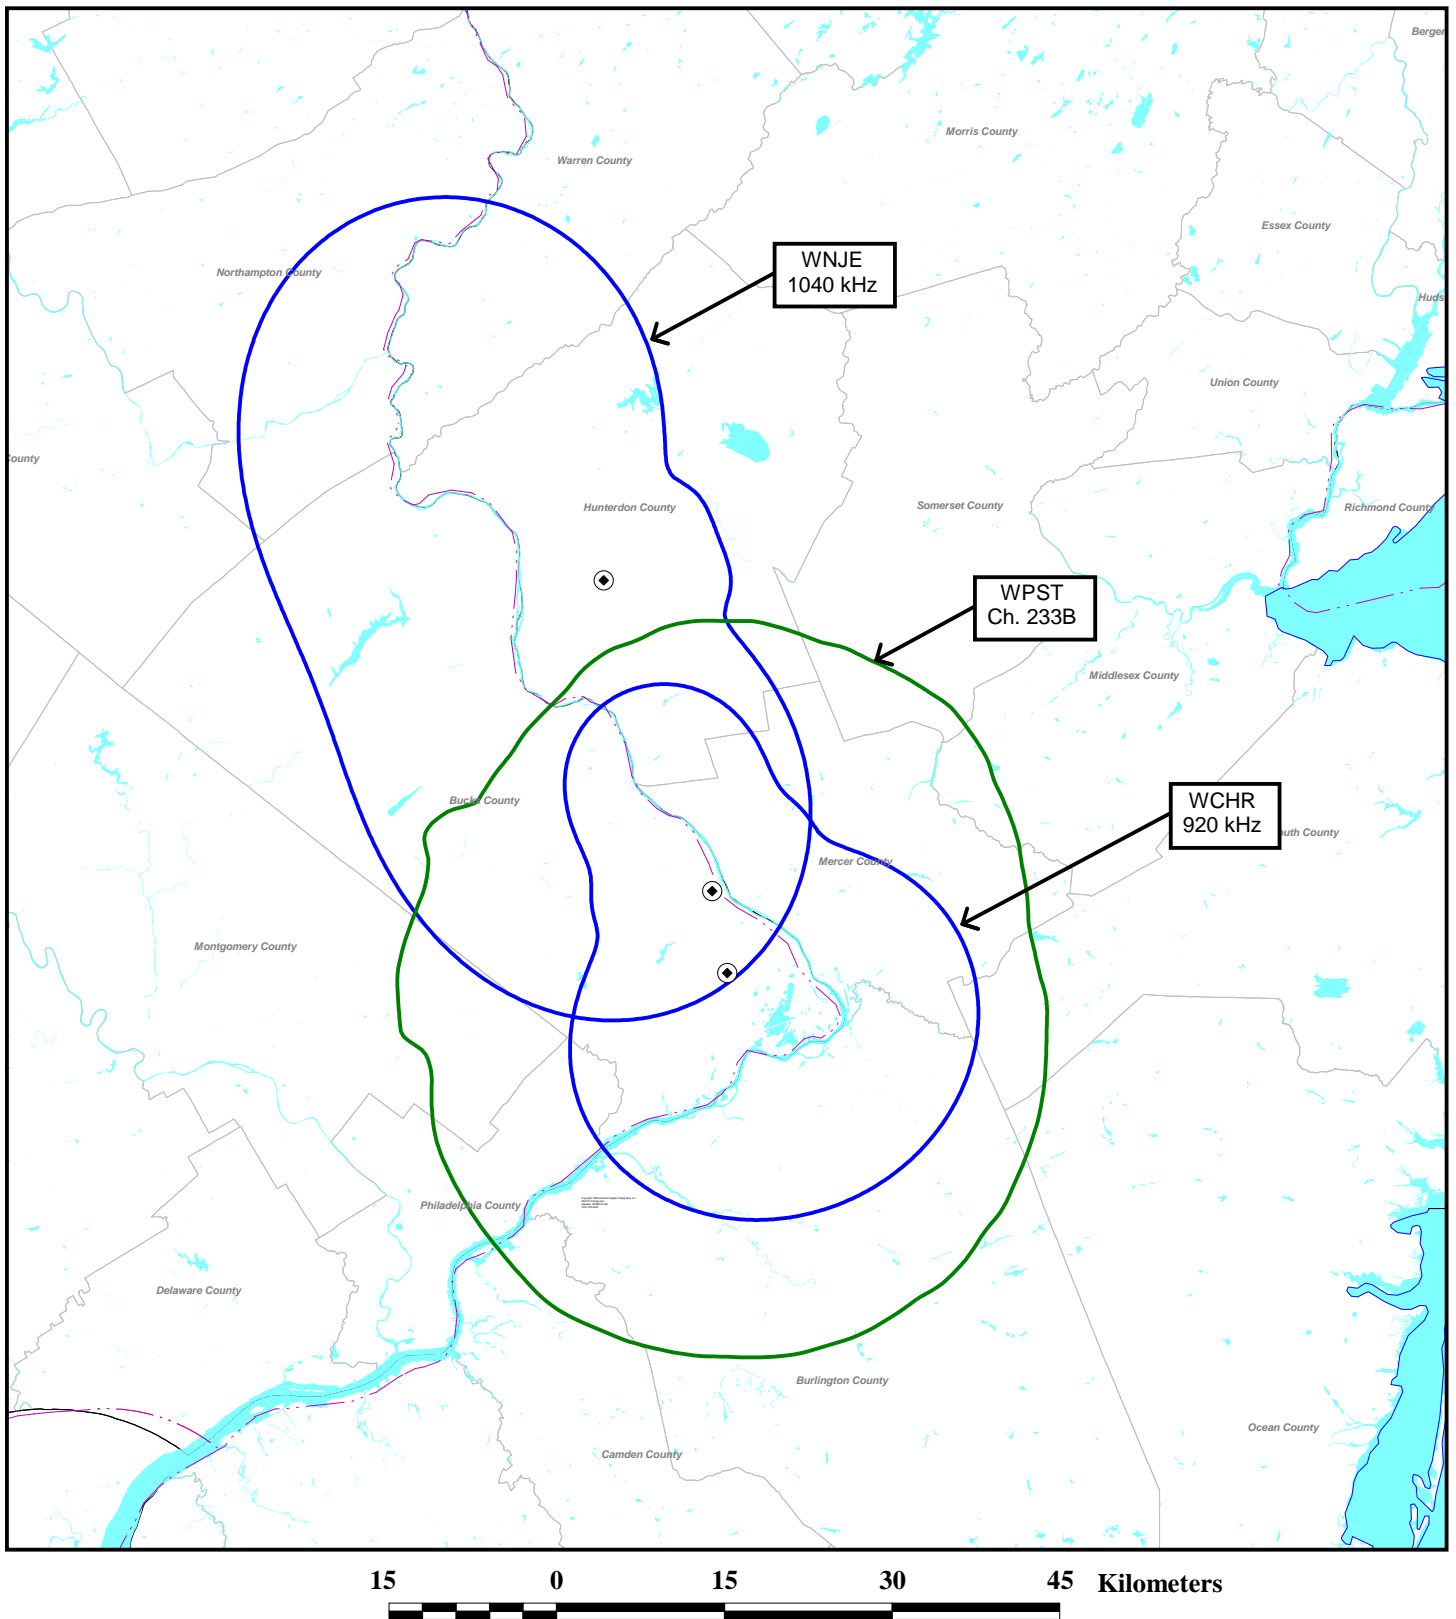 Bergen
Morris County
Warren County
Essex County
WNJE
1040 kHz
Northampton County
Huds
Union County
County
Hunterdon County
Somerset County
Richmond County
WPST
Ch. 233B
Middlesex County
Bucks County
WCHR
920 kHz
outh County
Mercer County
Montgomery County
Philadelphia County
Delaware County
Burlington County
Ocean County
Camden County
15 0 15 30 45 Kilometers